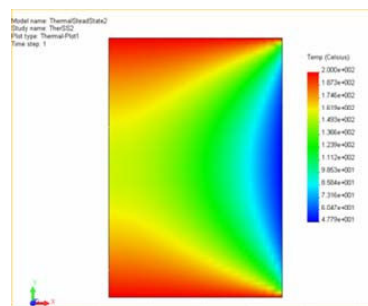 Model name: ThermalSteadyState2
Study name: TherSS2
Plot type: Thermal-Plot1
Time step: 1
Temp (Celsius)
2.000e+002
1.873e+002
1.746e+002
1.619e+002
1.493e+002
1.366e+002
1.239e+002
1.112e+002
9.853e+001
8.584e+001
7.316e+001
6.047e+001
4.779e+001